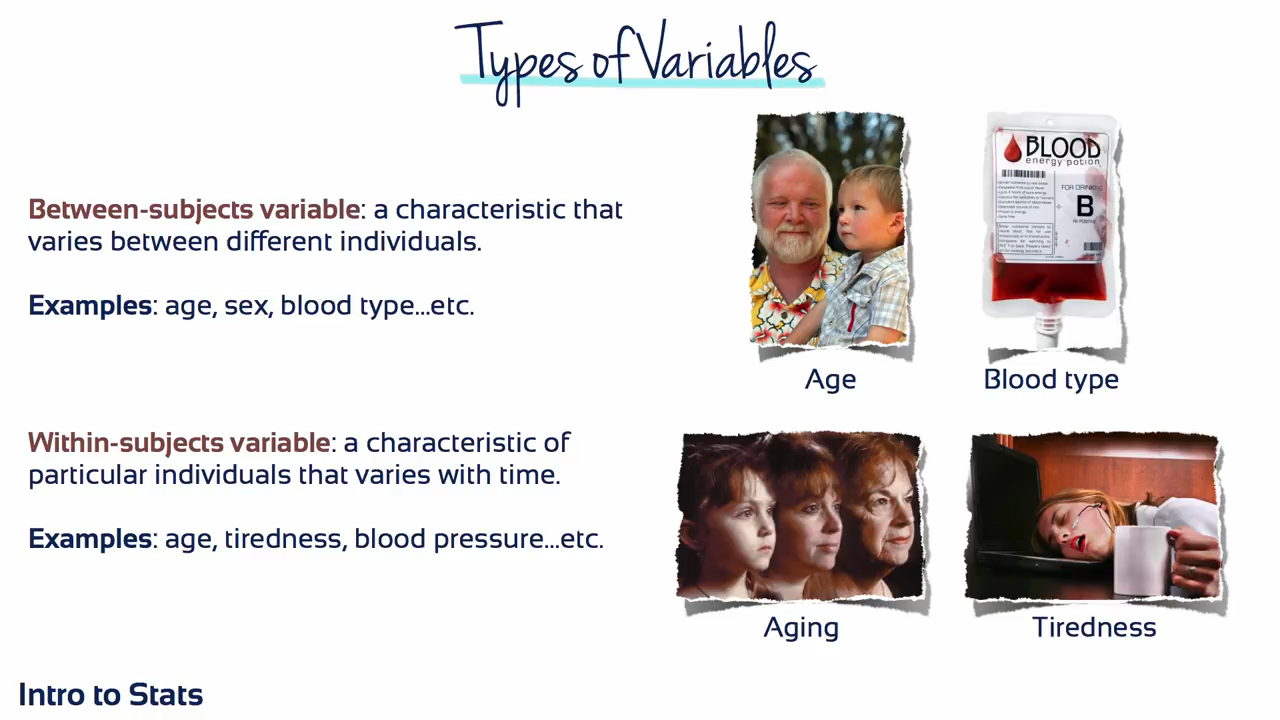 Types of Variables
Between-subjects variable: a characteristic that
varies between different individuals.
Examples: age, sex, blood type...etc.
BLOOD
energy potion
FOR DRINKING
B
Age
Blood type
Within-subjects variable: a characteristic of
particular individuals that varies with time.
Examples: age, tiredness, blood pressure...etc.
Aging
Tiredness
Intro to Stats